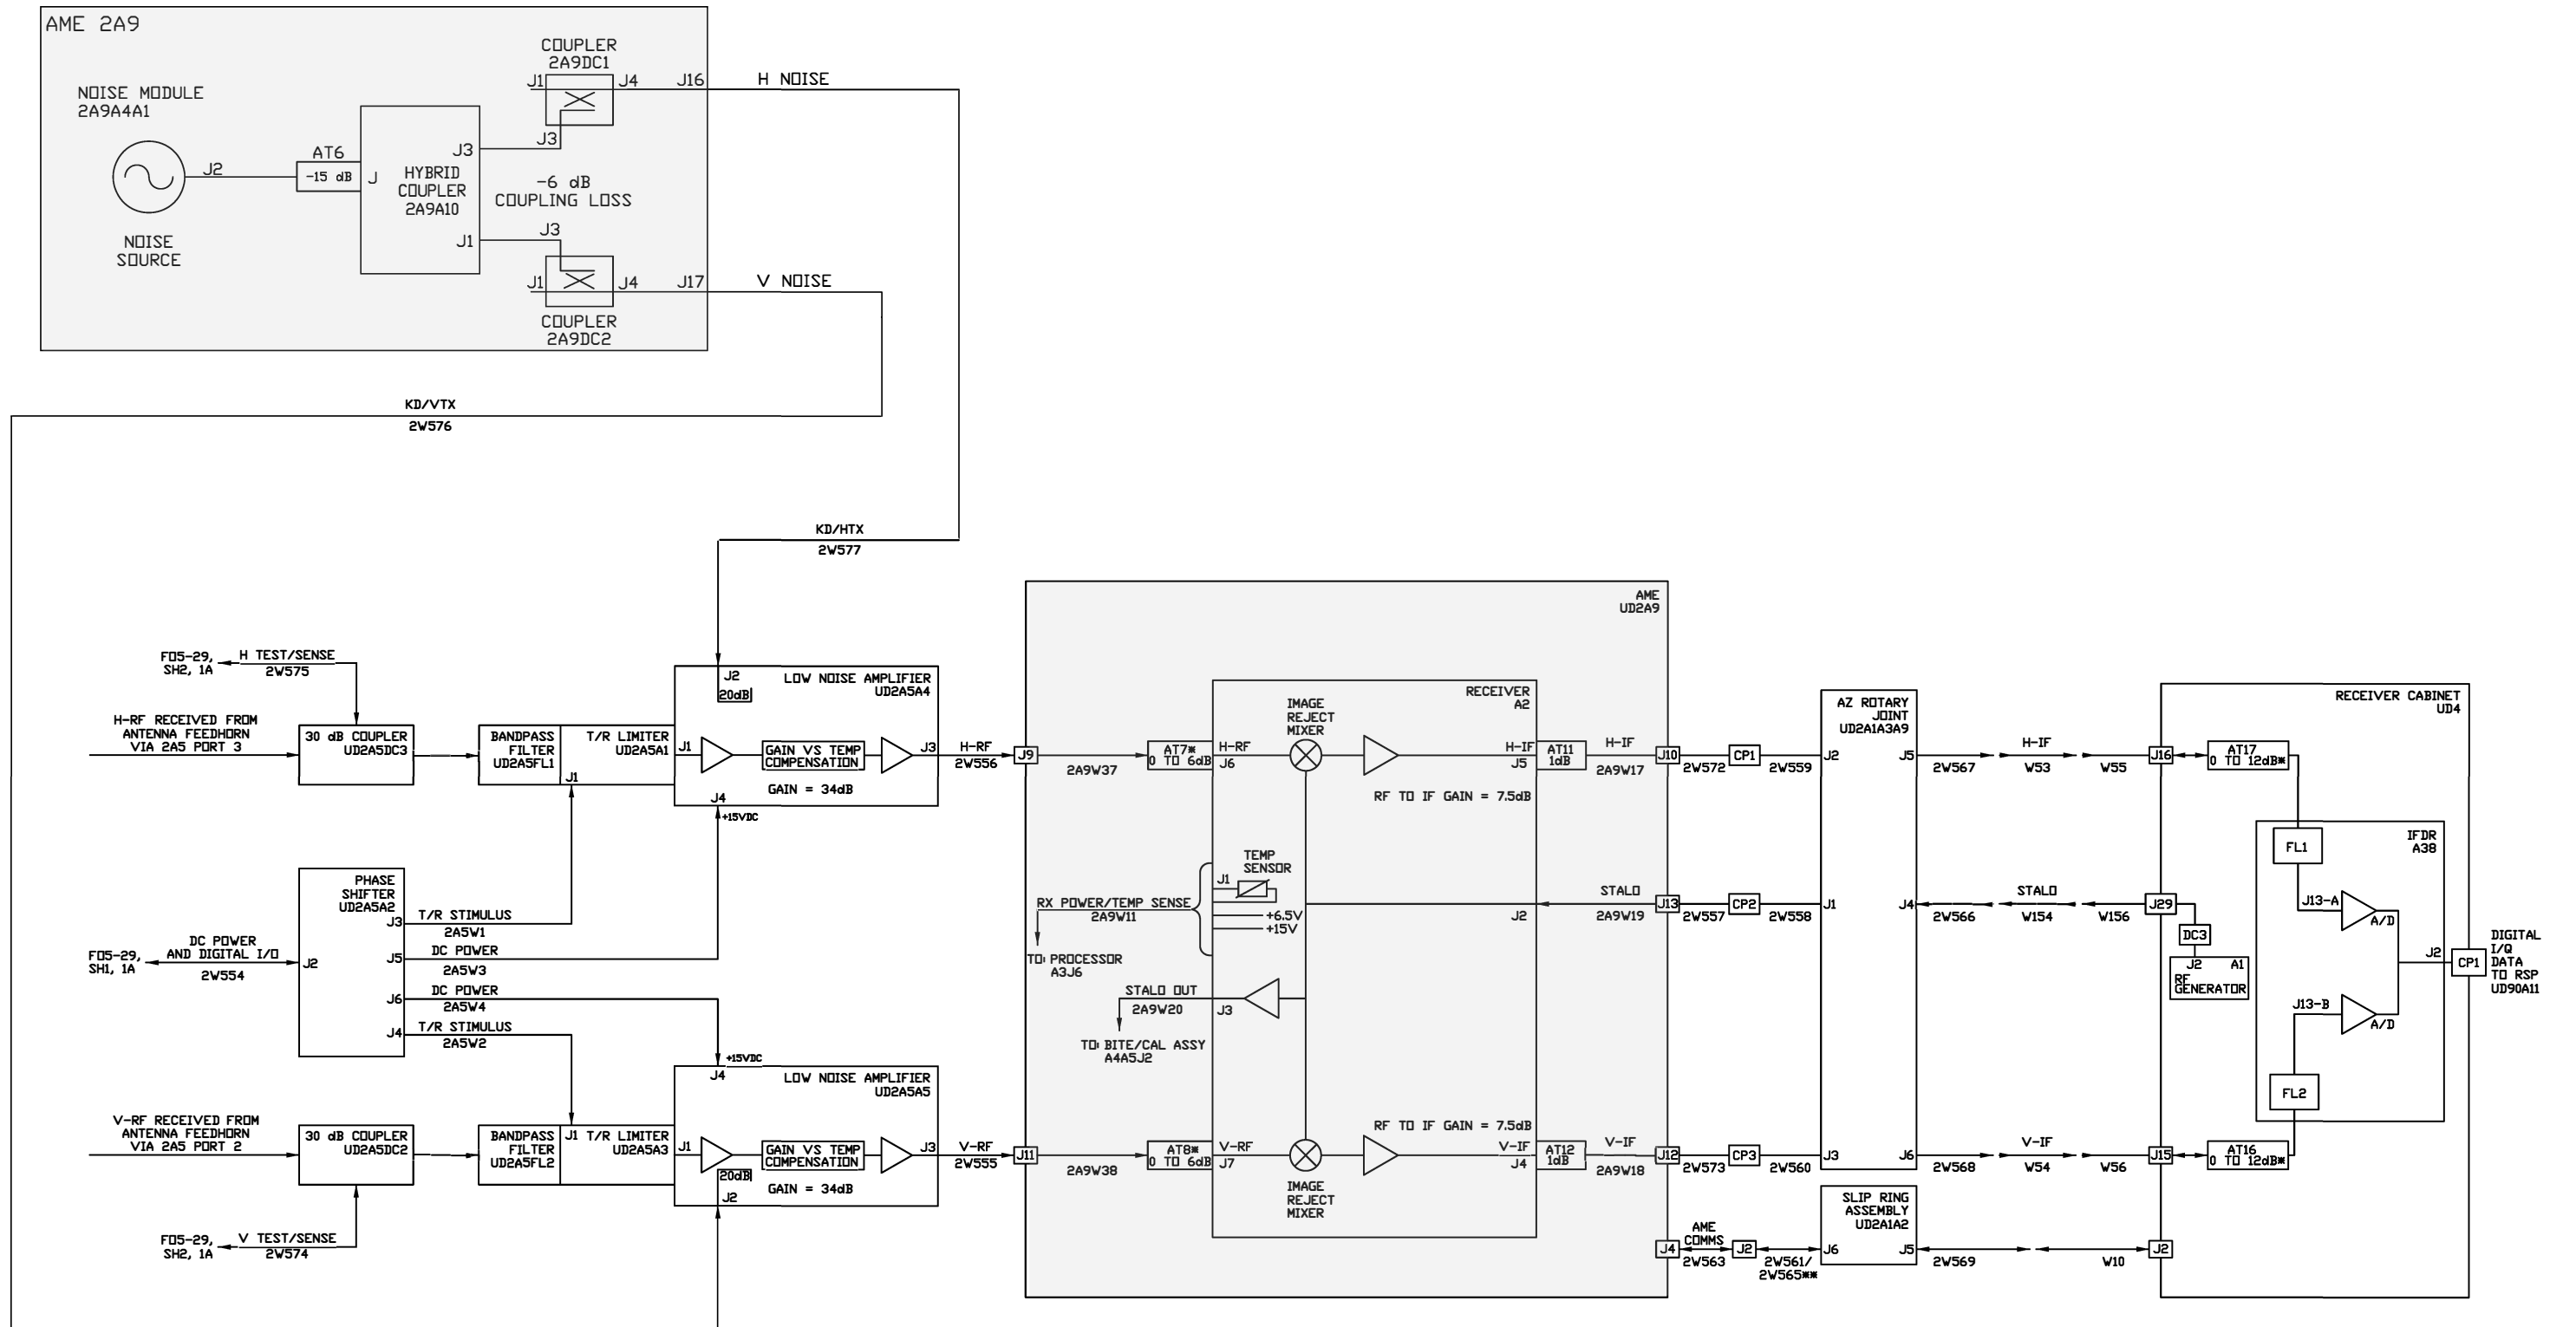 AME 2A9
NOISE MODULE
2A9A4A1
J2
NOISE
SOURCE
AT6
-15 dB
J
HYBRID
COUPLER
2A9A10
J3
J1
-6 dB
COUPLING LOSS
COUPLER
2A9DC1
J1
J4
J3
J16
H NOISE
J3
J1
J4
J17
V NOISE
COUPLER
2A9DC2
KD/VTX
2W576
KD/HTX
2W577
FO5-29,
SH2, 1A
H TEST/SENSE
2W575
H-RF RECEIVED FROM
ANTENNA FEEDHORN
VIA 2A5 PORT 3
30 dB COUPLER
UD2A5DC3
BANDPASS
FILTER
UD2A5FL1
T/R LIMITER
UD2A5A1
J1
J2
20dB
LOW NOISE AMPLIFIER
UD2A5A4
J1
GAIN VS TEMP
COMPENSATION
GAIN = 34dB
J3
J4
+15VDC
H-RF
2W556
PHASE
SHIFTER
UD2A5A2
J3
J5
J6
J4
J2
FO5-29,
SH1, 1A
DC POWER
AND DIGITAL I/O
2W554
T/R STIMULUS
2A5W1
DC POWER
2A5W3
DC POWER
2A5W4
T/R STIMULUS
2A5W2
V-RF RECEIVED FROM
ANTENNA FEEDHORN
VIA 2A5 PORT 2
30 dB COUPLER
UD2A5DC2
FO5-29,
SH2, 1A
V TEST/SENSE
2W574
BANDPASS
FILTER
UD2A5FL2
J1
T/R LIMITER
UD2A5A3
+15VDC
J4
LOW NOISE AMPLIFIER
UD2A5A5
J1
GAIN VS TEMP
COMPENSATION
20dB
J2
GAIN = 34dB
J3
V-RF
2W555
AME
UD2A9
J9
2A9W37
AT7*
0 TO 6dB
H-RF
J6
RECEIVER
A2
IMAGE
REJECT
MIXER
H-IF
J5
RF TO IF GAIN = 7.5dB
AT11
1dB
H-IF
2A9W17
J10
TEMP
SENSOR
J1
+6.5V
+15V
RX POWER/TEMP SENSE
2A9W11
TO: PROCESSOR
A3J6
J2
STALO
2A9W19
J13
STALO OUT
2A9W20
J3
TO: BITE/CAL ASSY
A4A5J2
J11
2A9W38
AT8*
0 TO 6dB
V-RF
J7
IMAGE
REJECT
MIXER
RF TO IF GAIN = 7.5dB
V-IF
J4
AT12
1dB
V-IF
2A9W18
J12
J4
2W572
CP1
2W559
2W557
CP2
2W558
2W573
CP3
2W560
AME
COMMS
2W563
J2
2W561/
2W565**
AZ ROTARY
JOINT
UD2A1A3A9
J2
J5
J1
J4
J3
J6
SLIP RING
ASSEMBLY
UD2A1A2
J6
J5
2W567
H-IF
W53
W55
2W566
STALO
W154
W156
2W568
V-IF
W54
W56
2W569
W10
RECEIVER CABINET
UD4
J16
AT17
0 TO 12dB*
IFDR
A38
FL1
J13-A
A/D
J29
DC3
J2
A1
RF
GENERATOR
J13-B
A/D
FL2
J15
AT16
0 TO 12dB*
J2
J2
CP1
DIGITAL
I/Q
DATA
TO RSP
UD90A11